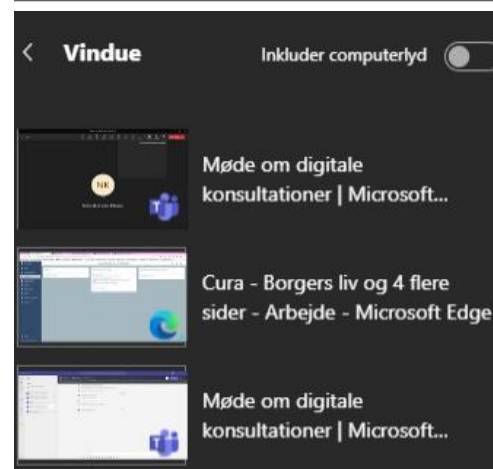 Vindue
Inkluder computerlyd
NK
Møde om digitale
konsultationer | Microsoft...
Cura - Borgers liv og 4 flere
sider - Arbejde - Microsoft Edge
Møde om digitale
konsultationer | Microsoft...